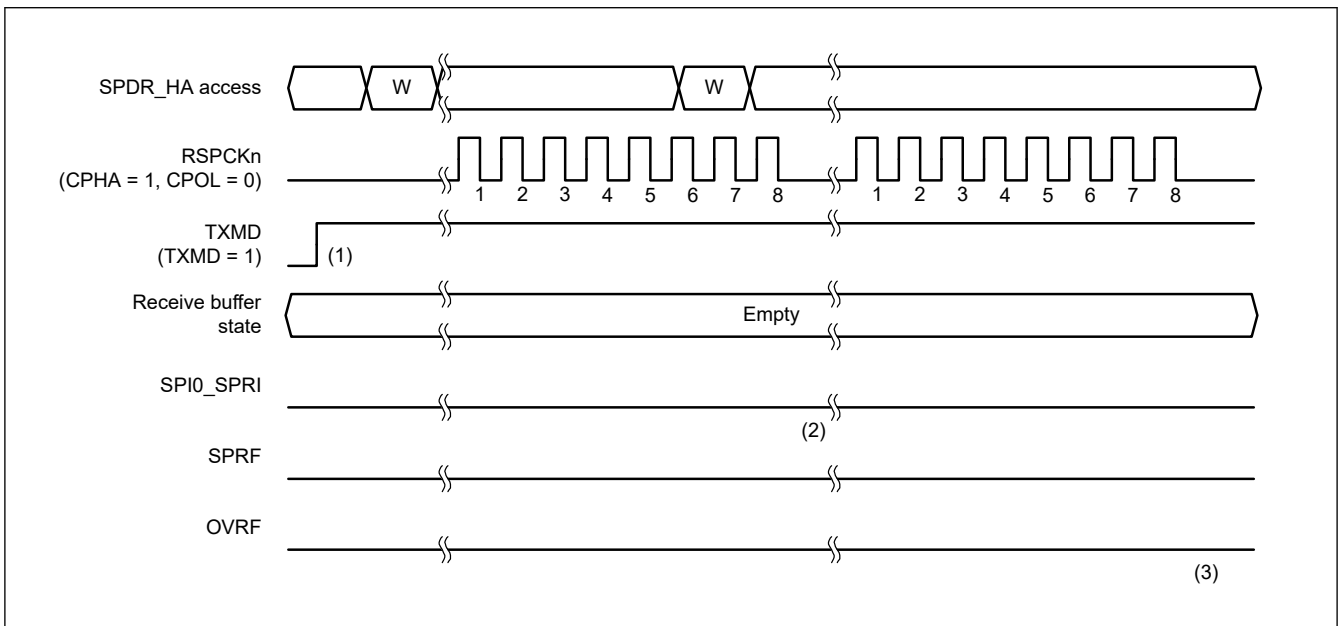 SPDR_HA access
W
W
RSPCKn
(CPHA = 1, CPOL = 0)
1 2 3 4 5 6 7 8 1 2 3 4 5 6 7 8
TXMD
(TXMD = 1)
(1)
Receive buffer
state
Empty
SPI0_SPRI
(2)
SPRF
OVRF
(3)